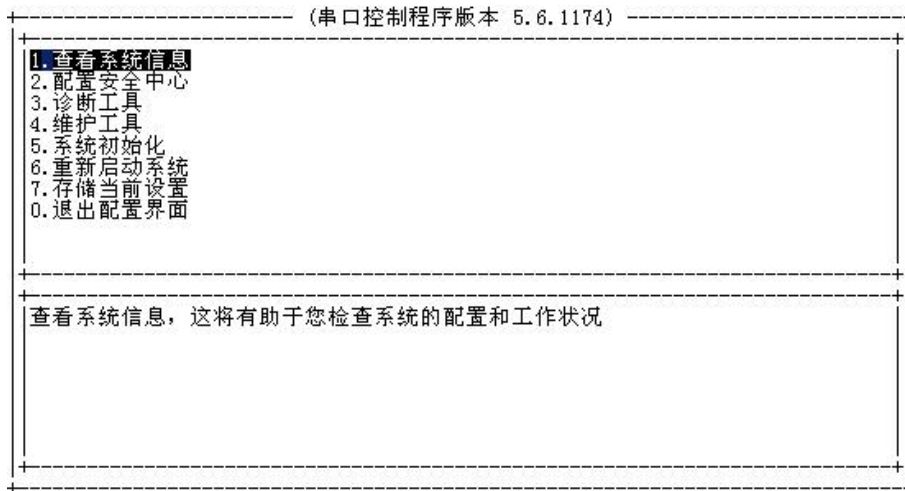 (串口控制程序版本 5.6.1174)
1.查看系统信息
2.配置安全中心
3.诊断工具
4.维护工具
5.系统初始化
6.重新启动系统
7.存储当前设置
0.退出配置界面
查看系统信息，这将有助于您检查系统的配置和工作状况